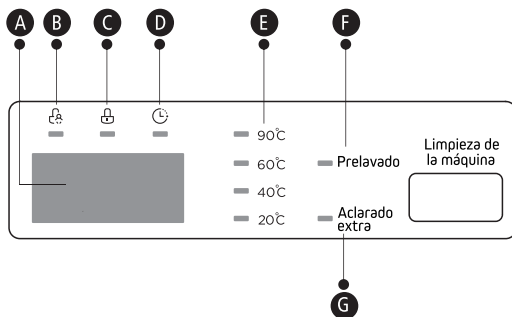 A B C D E F
90°C
60°C
40°C
20°C
Prelavado
Aclarado
extra
Limpieza de
la máquina
G